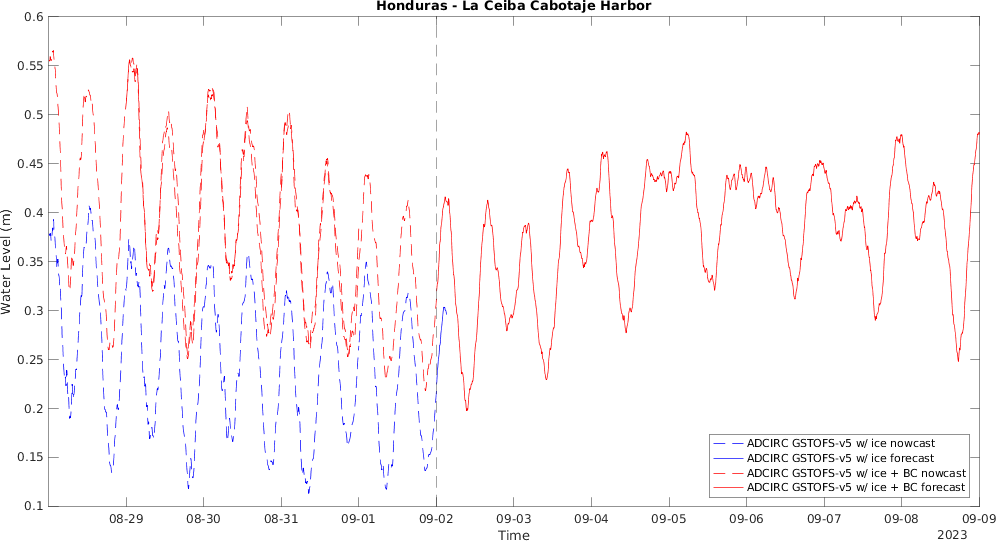 Honduras - La Ceiba Cabotaje Harbor
0.6
0.55
0.5
0.45
0.4
0.35
0.3
0.25
0.2
0.15
0.1
Water Level (m)
ADCIRC GSTOFS-v5 w/ ice nowcast
ADCIRC GSTOFS-v5 w/ ice forecast
ADCIRC GSTOFS-v5 w/ ice + BC nowcast
ADCIRC GSTOFS-v5 w/ ice + BC forecast
08-29 08-30 08-31 09-01 09-02 09-03 09-04 09-05 09-06 09-07 09-08 09-09
Time
2023